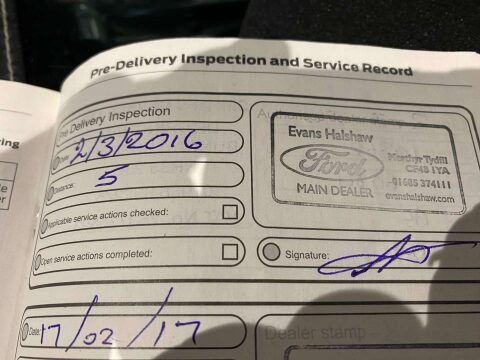 Pre-Delivery Inspection and Service Record
Pre Delivery Inspection
Date: 2/3/2016
Distance: 5
Applicable service actions checked:
Open service actions completed:
Evans Halshaw
Ford
MAIN DEALER
Merthyr Tydfil
CF48 1YA
01685 374111
evanshalshaw.com
Signature:
Date: 17/02/17
Dealer stamp